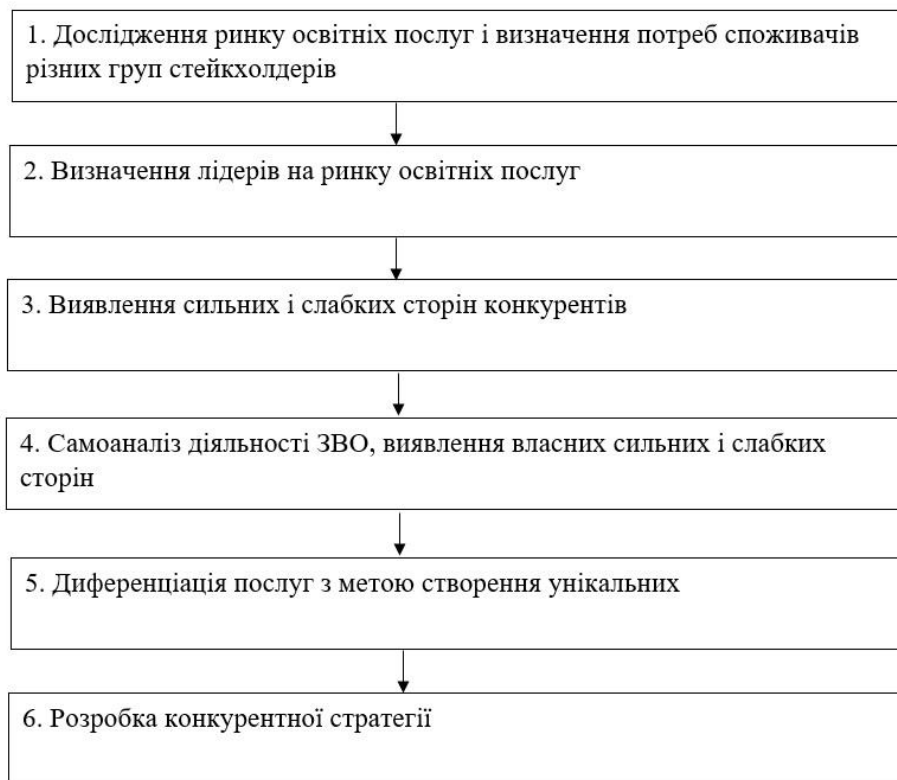 1. Дослідження ринку освітніх послуг і визначення потреб споживачів
різних груп стейкхолдерів
2. Визначення лідерів на ринку освітніх послуг
3. Виявлення сильних і слабких сторін конкурентів
4. Самоаналіз діяльності ЗВО, виявлення власних сильних і слабких
сторін
5. Диференціація послуг з метою створення унікальних
6. Розробка конкурентної стратегії